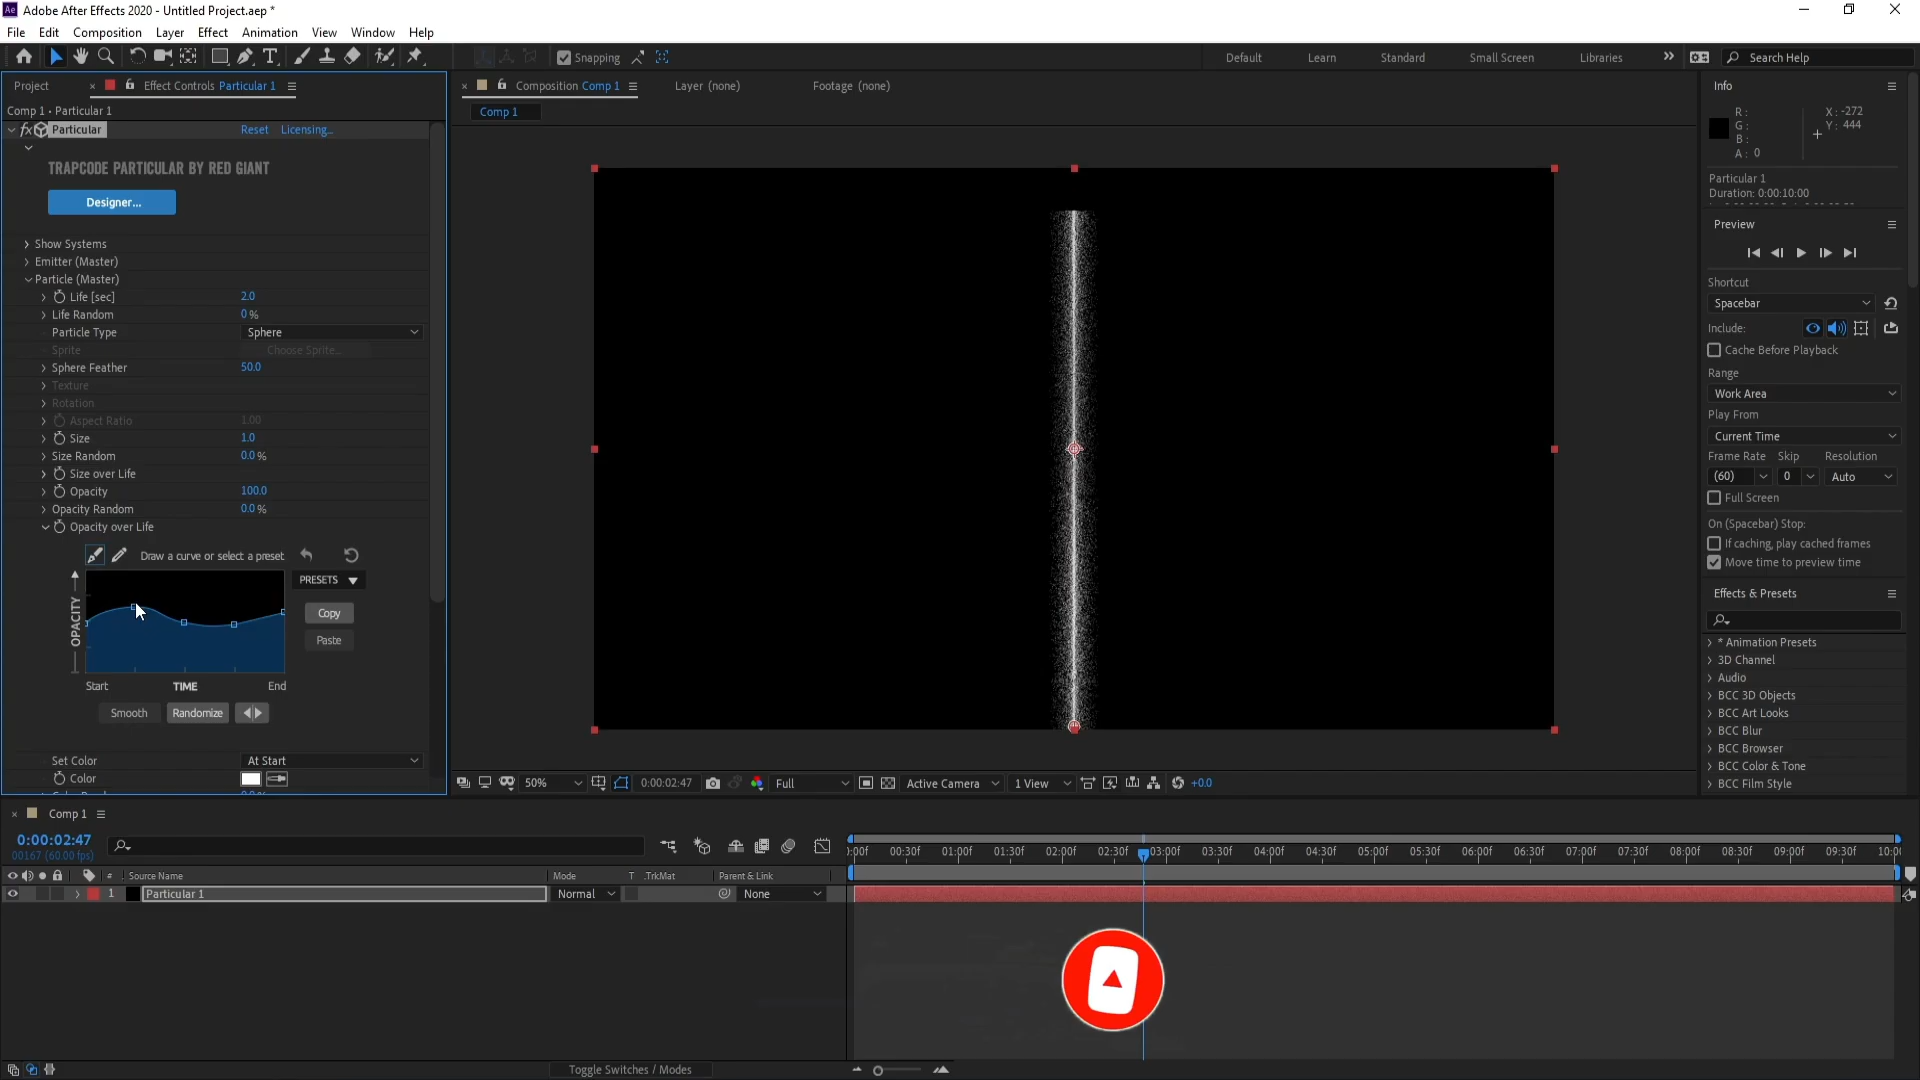 Ae Adobe After Effects 2020 - Untitled Project.aep *
File Edit Composition Layer Effect Animation View Window Help
Snapping
Default Learn Standard Small Screen Libraries » Search Help
Project × Effect Controls Particular 1
× Composition Comp 1 Layer (none) Footage (none)
Comp 1 • Particular 1
Comp 1
fx Particular Reset Licensing...
TRAPCODE PARTICULAR BY RED GIANT
Designer...
Show Systems
Emitter (Master)
Particle (Master)
Life [sec] 2.0
Life Random 0 %
Particle Type Sphere
Sprite Choose Sprite...
Sphere Feather 50.0
Texture
Rotation
Aspect Ratio 1.00
Size 1.0
Size Random 0.0 %
Size over Life
Opacity 100.0
Opacity Random 0.0 %
Opacity over Life
Draw a curve or select a preset
PRESETS
OPACITY
Copy
Paste
Start TIME End
Smooth Randomize
Set Color At Start
Color
50% 0:00:02:47 Full Active Camera 1 View +0.0
Info
R: X: -272
G: Y: 444
B:
A: 0
Particular 1
Duration: 0:00:10:00
Preview
Shortcut
Spacebar
Include:
Cache Before Playback
Range
Work Area
Play From
Current Time
Frame Rate Skip Resolution
(60) 0 Auto
Full Screen
On (Spacebar) Stop:
If caching, play cached frames
Move time to preview time
Effects & Presets
* Animation Presets
3D Channel
Audio
BCC 3D Objects
BCC Art Looks
BCC Blur
BCC Browser
BCC Color & Tone
BCC Film Style
× Comp 1
0:00:02:47
00167 (60.00 fps)
:00f 00:30f 01:00f 01:30f 02:00f 02:30f 03:00f 03:30f 04:00f 04:30f 05:00f 05:30f 06:00f 06:30f 07:00f 07:30f 08:00f 08:30f 09:00f 09:30f 10:00
# Source Name Mode T .TrkMat Parent & Link
1 Particular 1 Normal None
Toggle Switches / Modes